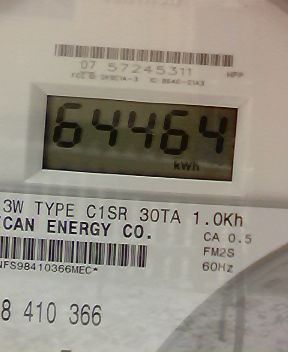 07 57245311 HPP
64464
kWh
3W TYPE C1SR 30TA 1.0Kh
CAN ENERGY CO. CA 0.5
FM2S
NFS98410366MEC* 60Hz
8 410 366